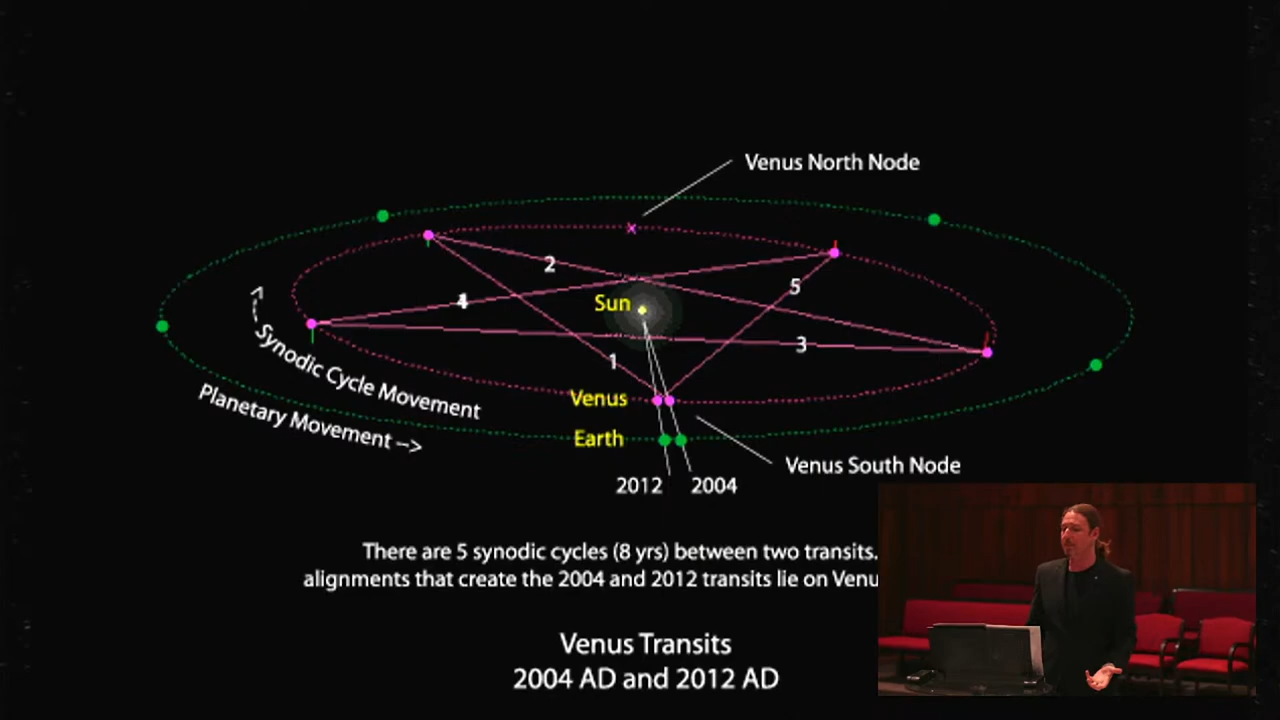 Venus North Node
2
5
Sun
4
3
1
Synodic Cycle Movement
Venus
Planetary Movement -->
Earth
Venus South Node
2012
2004
There are 5 synodic cycles (8 yrs) between two transits.
alignments that create the 2004 and 2012 transits lie on
Venus Transits
2004 AD and 2012 AD